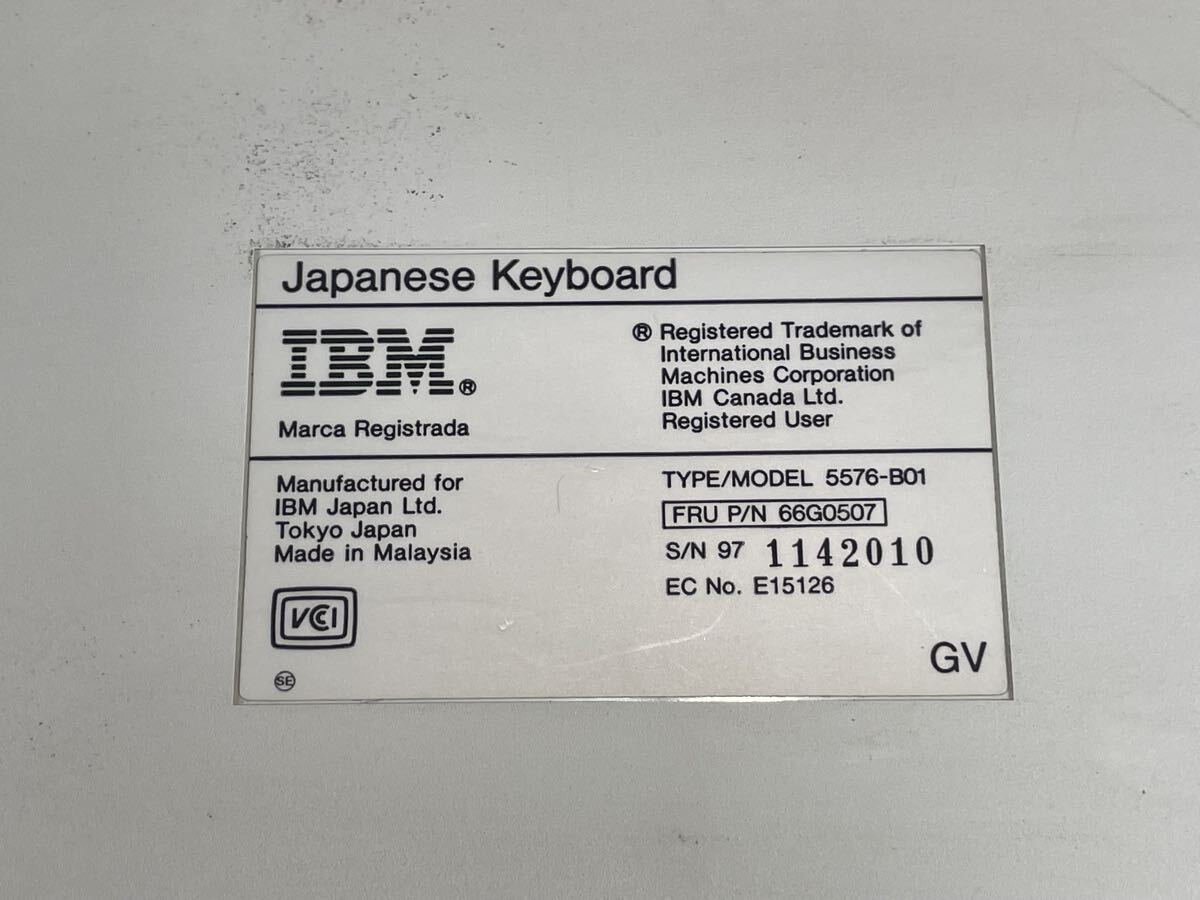 Japanese Keyboard
IBM®
Marca Registrada
® Registered Trademark of
International Business
Machines Corporation
IBM Canada Ltd.
Registered User
Manufactured for
IBM Japan Ltd.
Tokyo Japan
Made in Malaysia
VCCI
SE
TYPE/MODEL 5576-B01
FRU P/N 66G0507
S/N 97 1142010
EC No. E15126
GV